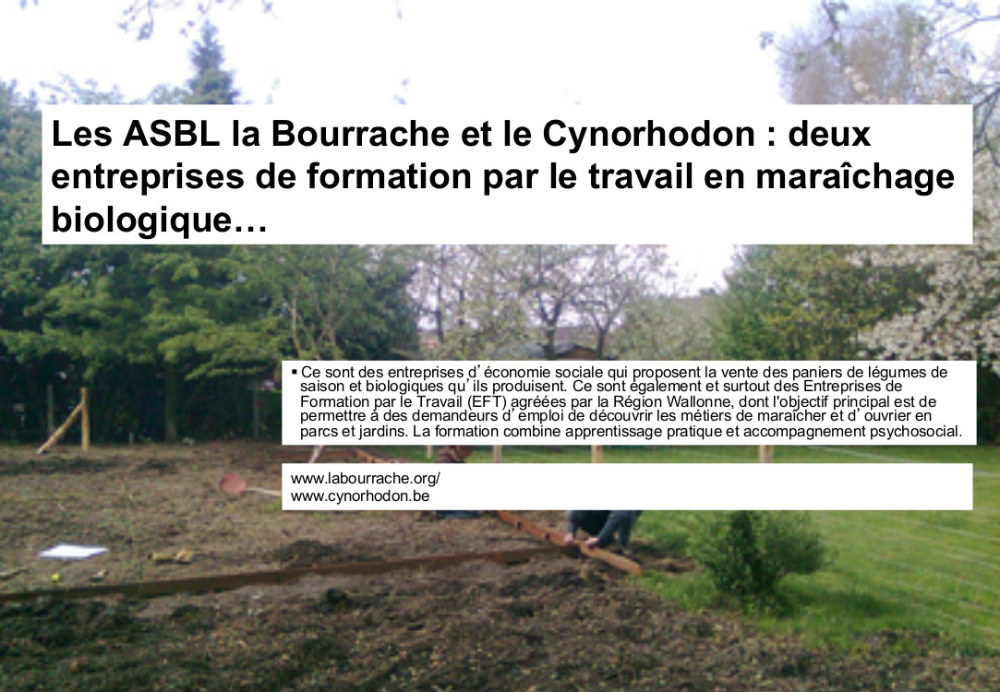 Les ASBL la Bourrache et le Cynorhodon : deux
entreprises de formation par le travail en maraîchage
biologique…
▪ Ce sont des entreprises d’économie sociale qui proposent la vente des paniers de légumes de
saison et biologiques qu’ils produisent. Ce sont également et surtout des Entreprises de
Formation par le Travail (EFT) agréées par la Région Wallonne, dont l'objectif principal est de
permettre à des demandeurs d’emploi de découvrir les métiers de maraîcher et d’ouvrier en
parcs et jardins. La formation combine apprentissage pratique et accompagnement psychosocial.
www.labourrache.org/
www.cynorhodon.be